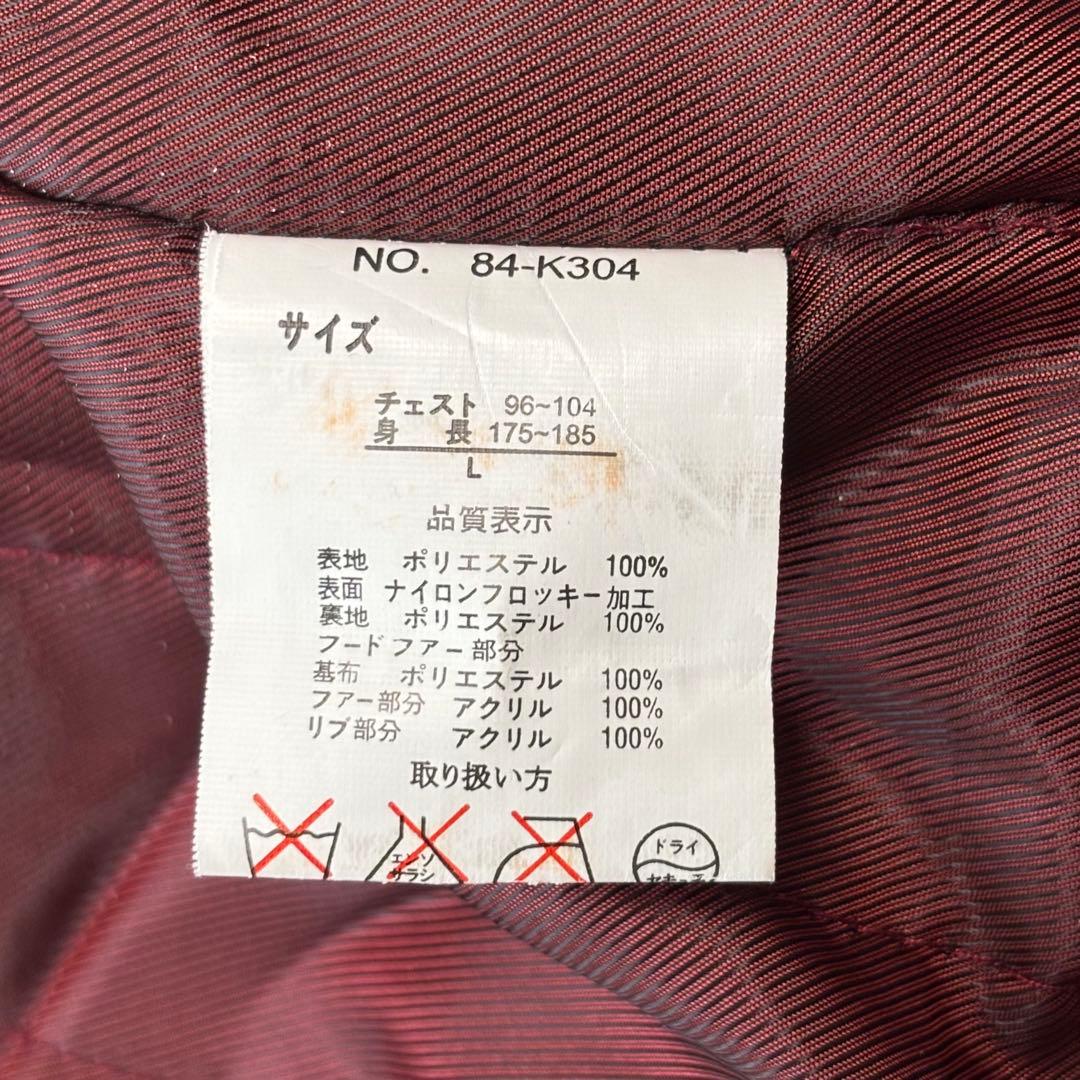 NO. 84-K304
サイズ
チェスト 96~104
身長 175~185
L
品質表示
表地 ポリエステル 100%
表面 ナイロンフロッキー加工
裏地 ポリエステル 100%
フードファー部分
基布 ポリエステル 100%
ファー部分 アクリル 100%
リブ部分 アクリル 100%
取り扱い方
エンソ
サラシ
ドライ